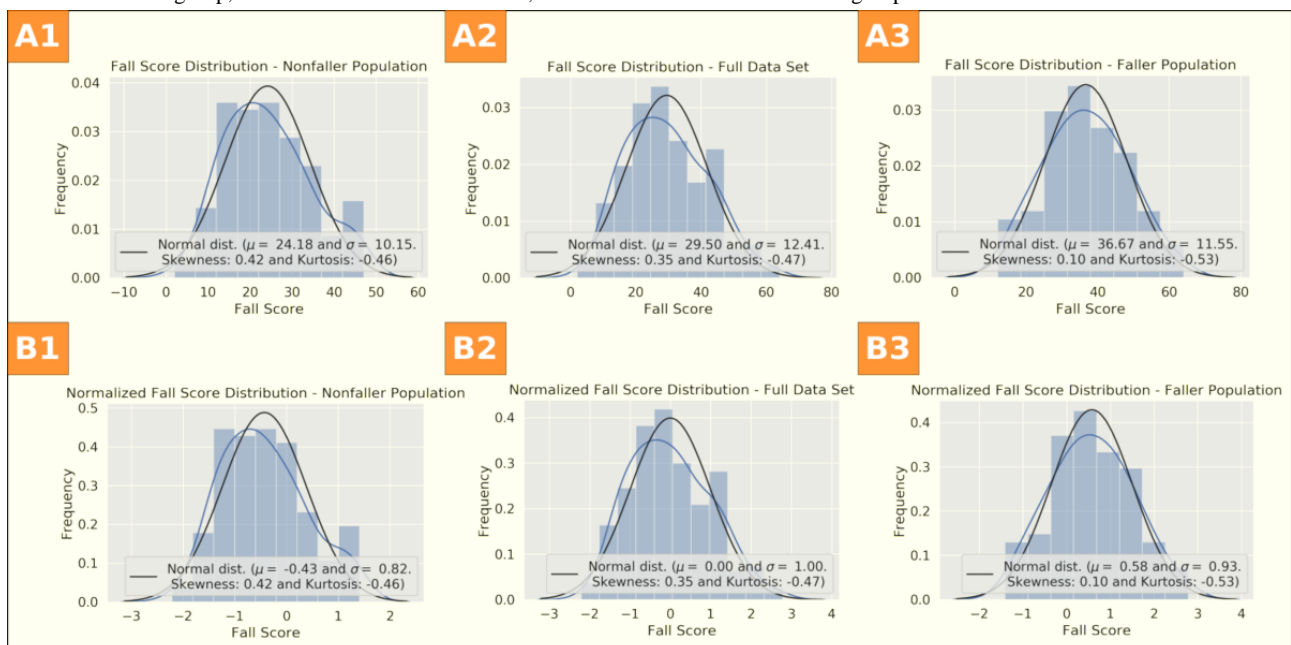 A1
Fall Score Distribution - Nonfaller Population
Frequency
0.04
0.03
0.02
0.01
0.00
Normal dist. (μ = 24.18 and σ = 10.15.
Skewness: 0.42 and Kurtosis: -0.46)
−10 0 10 20 30 40 50 60
Fall Score
A2
Fall Score Distribution - Full Data Set
Frequency
0.03
0.02
0.01
0.00
Normal dist. (μ = 29.50 and σ = 12.41.
Skewness: 0.35 and Kurtosis: -0.47)
0 20 40 60 80
Fall Score
A3
Fall Score Distribution - Faller Population
Frequency
0.03
0.02
0.01
0.00
Normal dist. (μ = 36.67 and σ = 11.55.
Skewness: 0.10 and Kurtosis: -0.53)
0 20 40 60 80
Fall Score
B1
Normalized Fall Score Distribution - Nonfaller Population
Frequency
0.5
0.4
0.3
0.2
0.1
0.0
Normal dist. (μ = -0.43 and σ = 0.82.
Skewness: 0.42 and Kurtosis: -0.46)
−3 −2 −1 0 1 2
Fall Score
B2
Normalized Fall Score Distribution - Full Data Set
Frequency
0.4
0.3
0.2
0.1
0.0
Normal dist. (μ = 0.00 and σ = 1.00.
Skewness: 0.35 and Kurtosis: -0.47)
−3 −2 −1 0 1 2 3 4
Fall Score
B3
Normalized Fall Score Distribution - Faller Population
Frequency
0.4
0.3
0.2
0.1
0.0
Normal dist. (μ = 0.58 and σ = 0.93.
Skewness: 0.10 and Kurtosis: -0.53)
−2 −1 0 1 2 3 4
Fall Score